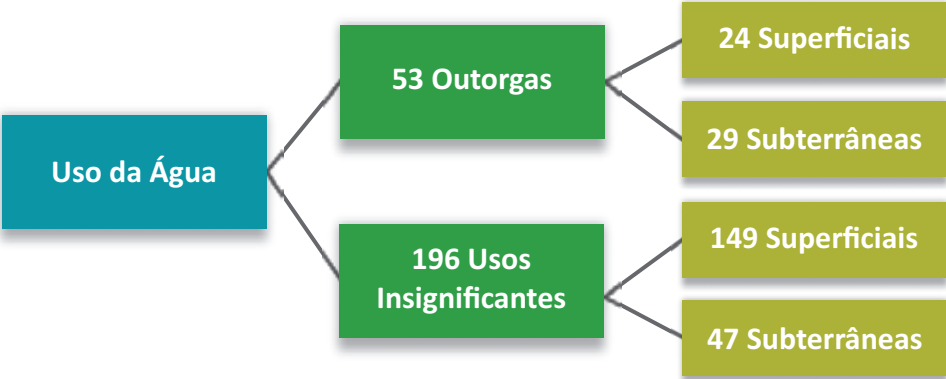 Uso da Água
53 Outorgas
24 Superficiais
29 Subterrâneas
196 Usos
Insignificantes
149 Superficiais
47 Subterrâneas